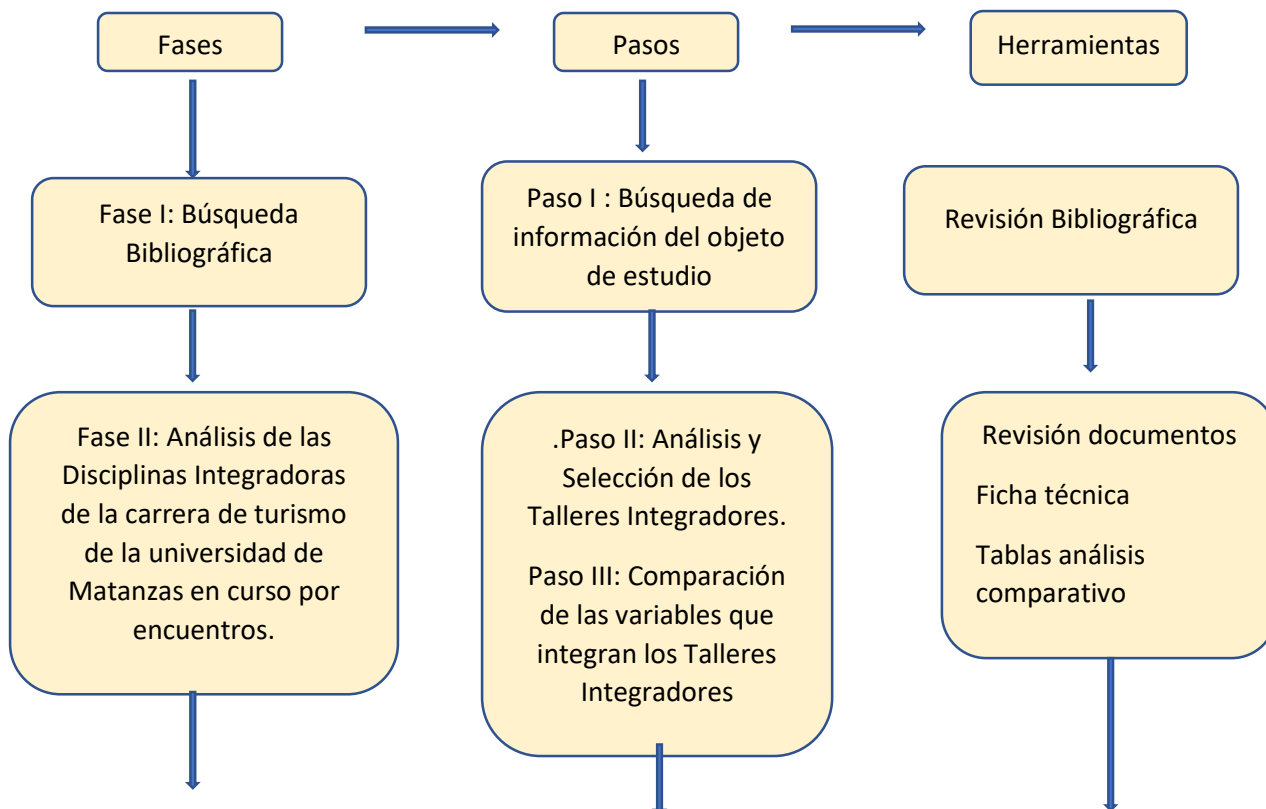 Fases
Pasos
Herramientas
Fase I: Búsqueda
Bibliográfica
Paso I : Búsqueda de
información del objeto
de estudio
Revisión Bibliográfica
Fase II: Análisis de las
Disciplinas Integradoras
de la carrera de turismo
de la universidad de
Matanzas en curso por
encuentros.
.Paso II: Análisis y
Selección de los
Talleres Integradores.
Paso III: Comparación
de las variables que
integran los Talleres
Integradores
Revisión documentos
Ficha técnica
Tablas análisis
comparativo